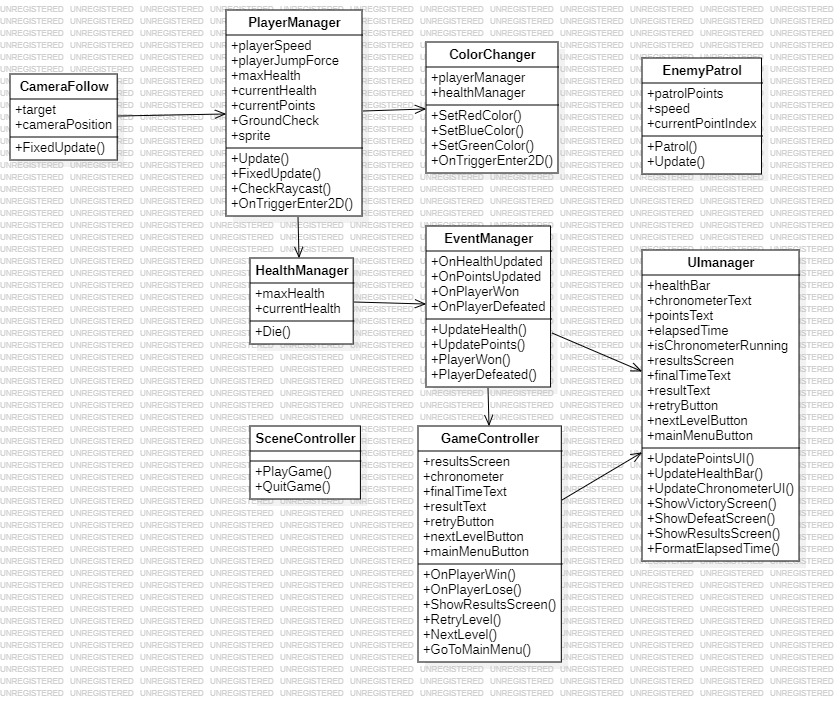 CameraFollow
+target
+cameraPosition
+FixedUpdate()
PlayerManager
+playerSpeed
+playerJumpForce
+maxHealth
+currentHealth
+currentPoints
+GroundCheck
+sprite
+Update()
+FixedUpdate()
+CheckRaycast()
+OnTriggerEnter2D()
ColorChanger
+playerManager
+healthManager
+SetRedColor()
+SetBlueColor()
+SetGreenColor()
+OnTriggerEnter2D()
EnemyPatrol
+patrolPoints
+speed
+currentPointIndex
+Patrol()
+Update()
HealthManager
+maxHealth
+currentHealth
+Die()
EventManager
+OnHealthUpdated
+OnPointsUpdated
+OnPlayerWon
+OnPlayerDefeated
+UpdateHealth()
+UpdatePoints()
+PlayerWon()
+PlayerDefeated()
UImanager
+healthBar
+chronometerText
+pointsText
+elapsedTime
+isChronometerRunning
+resultsScreen
+finalTimeText
+resultText
+retryButton
+nextLevelButton
+mainMenuButton
+UpdatePointsUI()
+UpdateHealthBar()
+UpdateChronometerUI()
+ShowVictoryScreen()
+ShowDefeatScreen()
+ShowResultsScreen()
+FormatElapsedTime()
SceneController
+PlayGame()
+QuitGame()
GameController
+resultsScreen
+chronometer
+finalTimeText
+resultText
+retryButton
+nextLevelButton
+mainMenuButton
+OnPlayerWin()
+OnPlayerLose()
+ShowResultsScreen()
+RetryLevel()
+NextLevel()
+GoToMainMenu()
UNREGISTERED